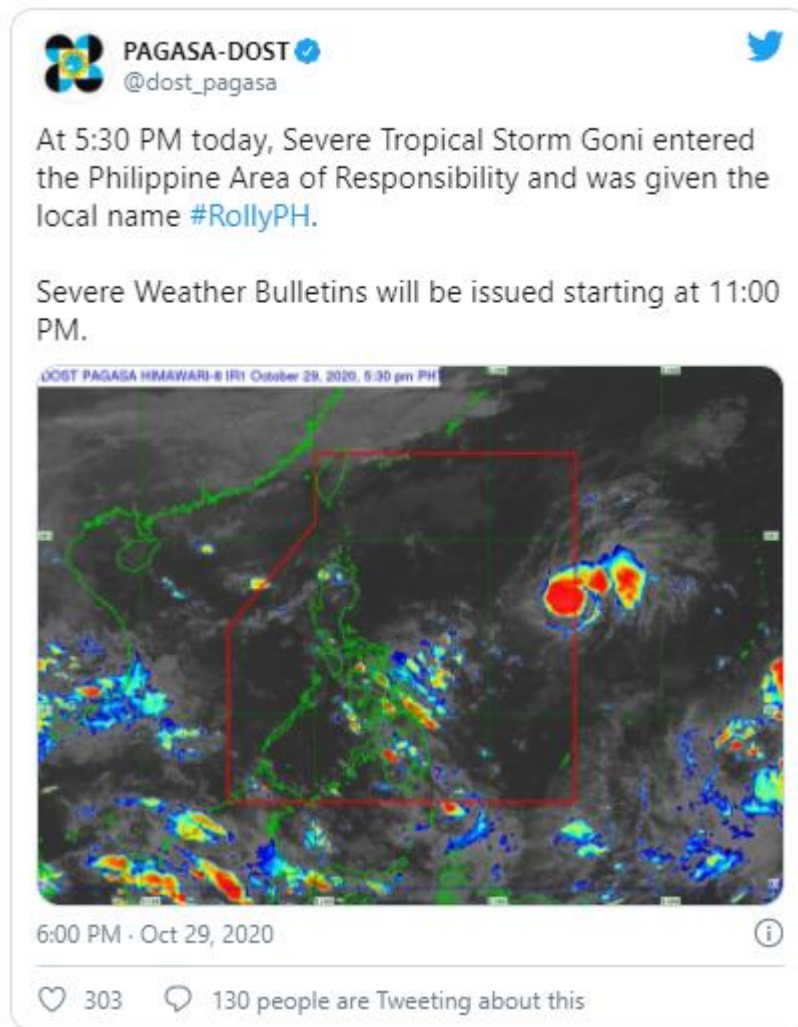 PAGASA-DOST
@dost_pagasa
At 5:30 PM today, Severe Tropical Storm Goni entered
the Philippine Area of Responsibility and was given the
local name #RollyPH.
Severe Weather Bulletins will be issued starting at 11:00
PM.
DOST PAGASA HIMAWARI-8 IR1 October 29, 2020, 5:30 pm PHT
6:00 PM · Oct 29, 2020
303
130 people are Tweeting about this